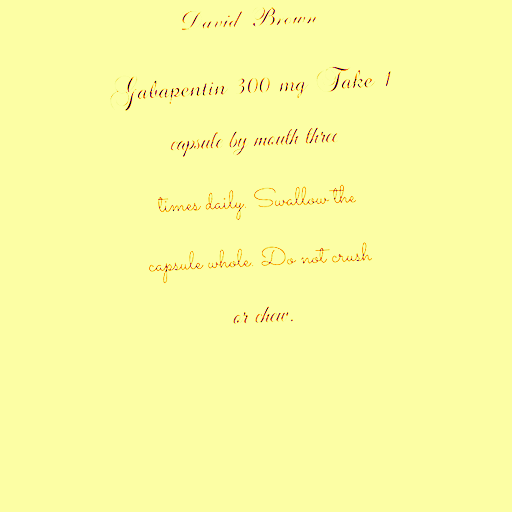 David Brown
Gabapentin 300 mg Take 1
capsule by mouth three
times daily. Swallow the
capsule whole. Do not crush
or chew.